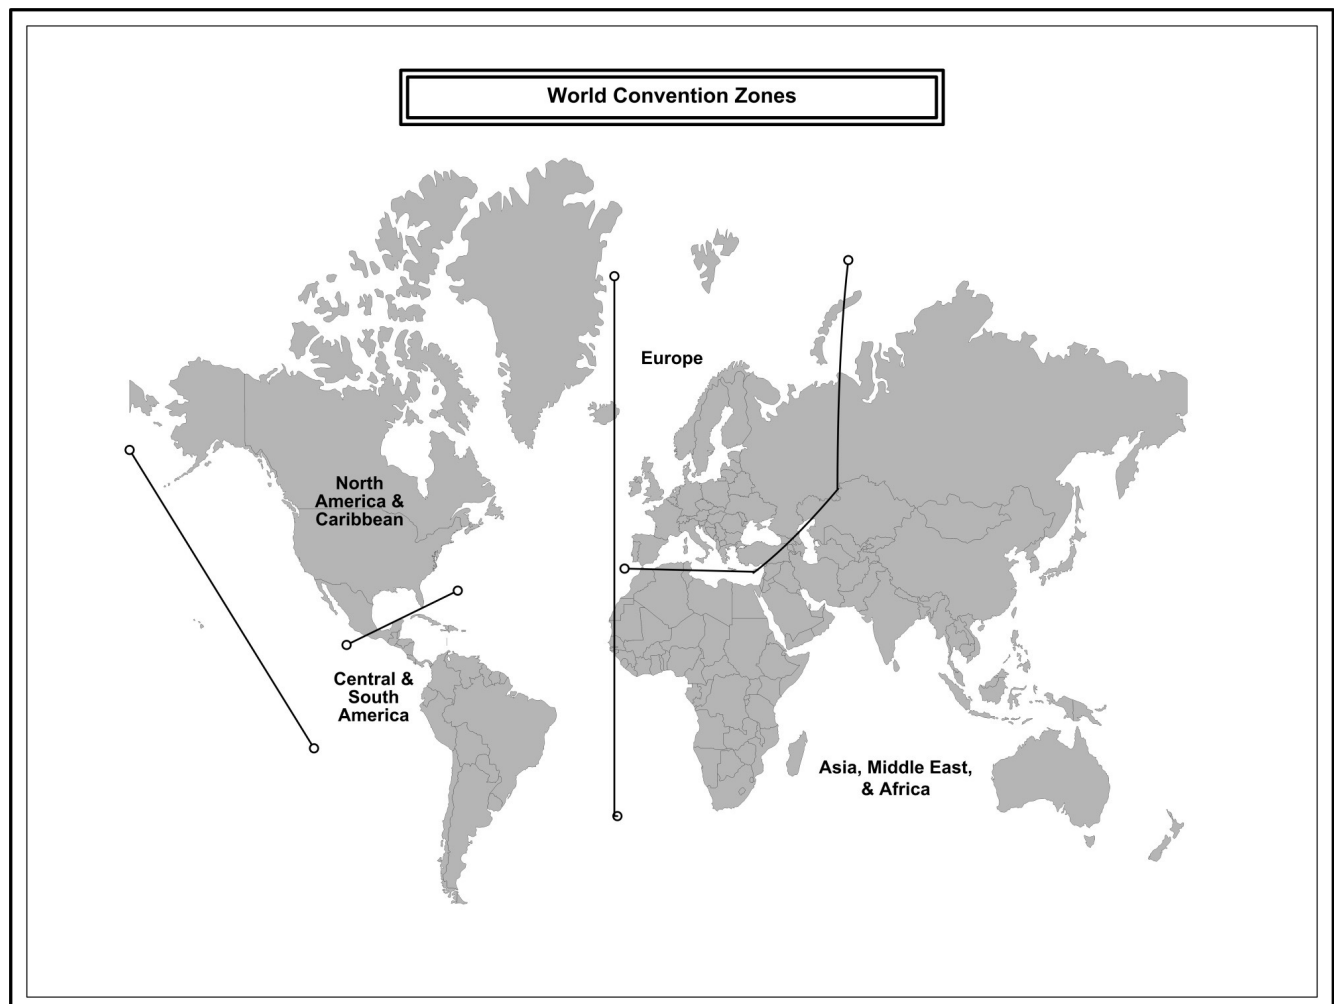 World Convention Zones
Europe
North
America &
Caribbean
Central &
South
America
Asia, Middle East,
& Africa